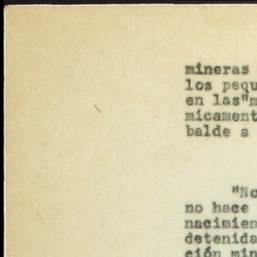 mineras
los pequ
en las "m
micament
balde a
"No
no hace
nacimien
detenida
ción min